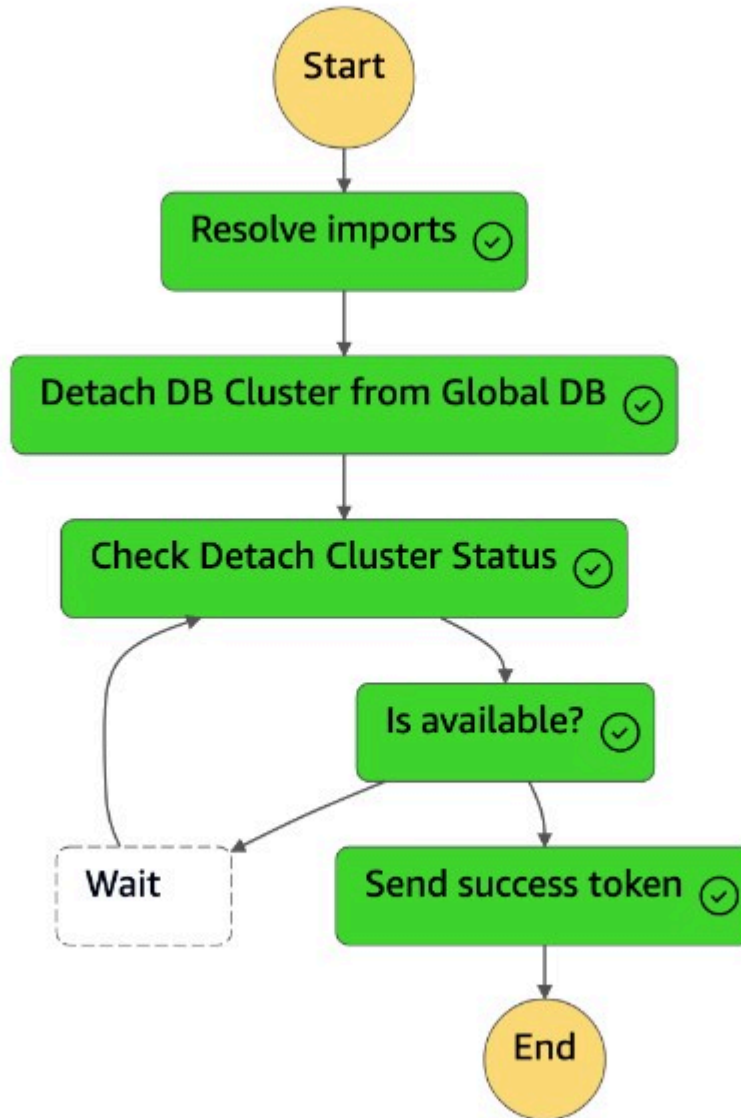 Start
Resolve imports
Detach DB Cluster from Global DB
Check Detach Cluster Status
Is available?
Wait
Send success token
End